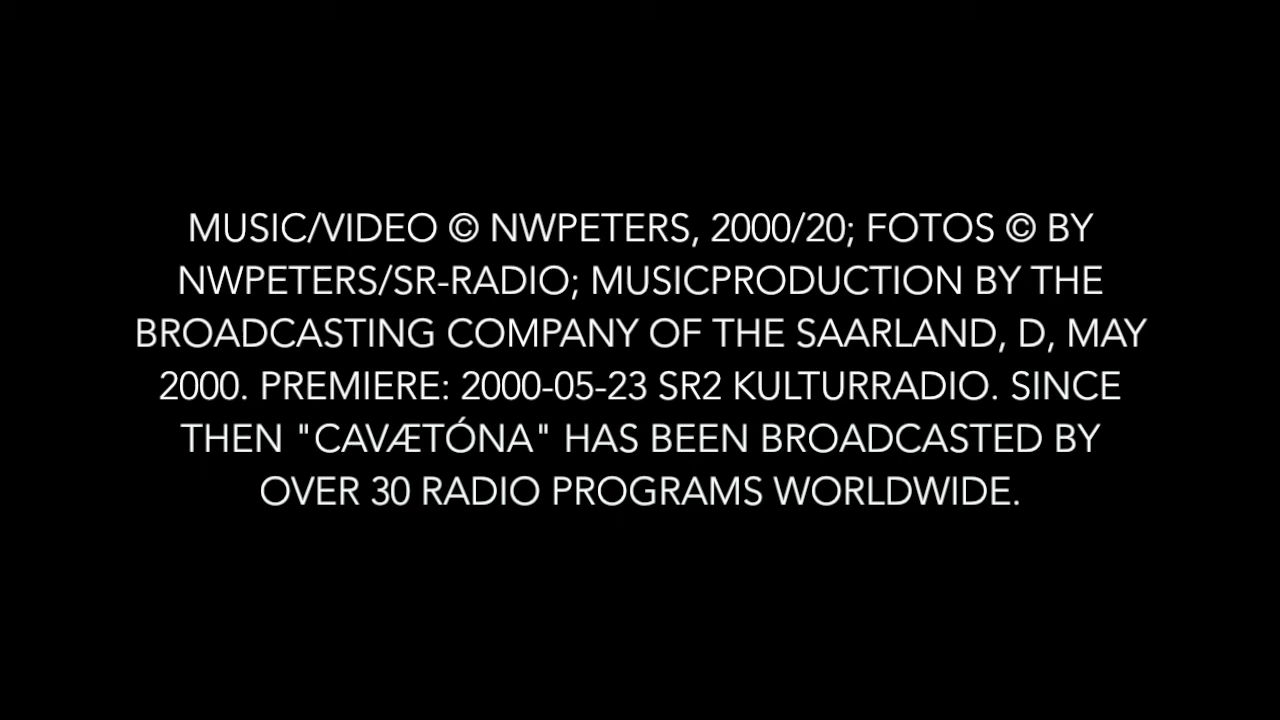 MUSIC/VIDEO © NWPETERS, 2000/20; FOTOS © BY
NWPETERS/SR-RADIO; MUSICPRODUCTION BY THE
BROADCASTING COMPANY OF THE SAARLAND, D, MAY
2000. PREMIERE: 2000-05-23 SR2 KULTURRADIO. SINCE
THEN "CAVÆTÓNA" HAS BEEN BROADCASTED BY
OVER 30 RADIO PROGRAMS WORLDWIDE.